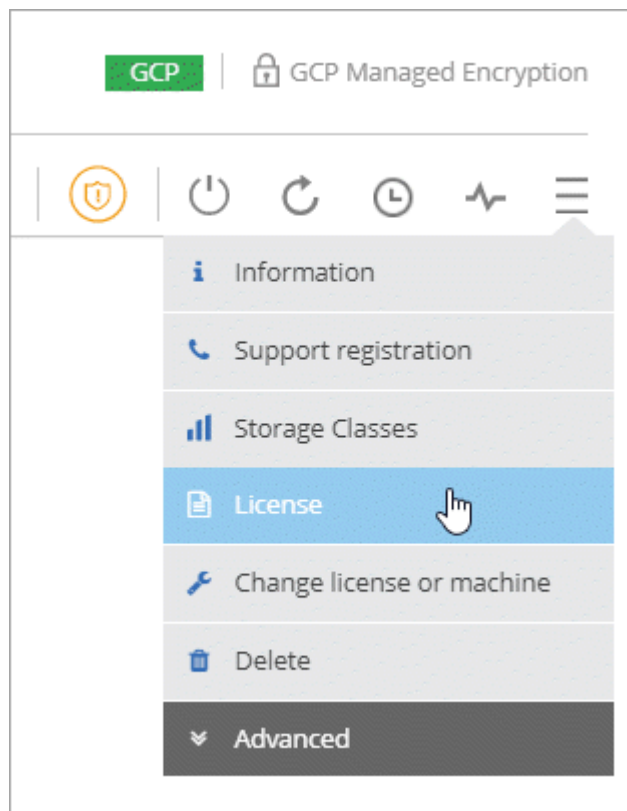 GCP
GCP Managed Encryption
Information
Support registration
Storage Classes
License
Change license or machine
Delete
Advanced